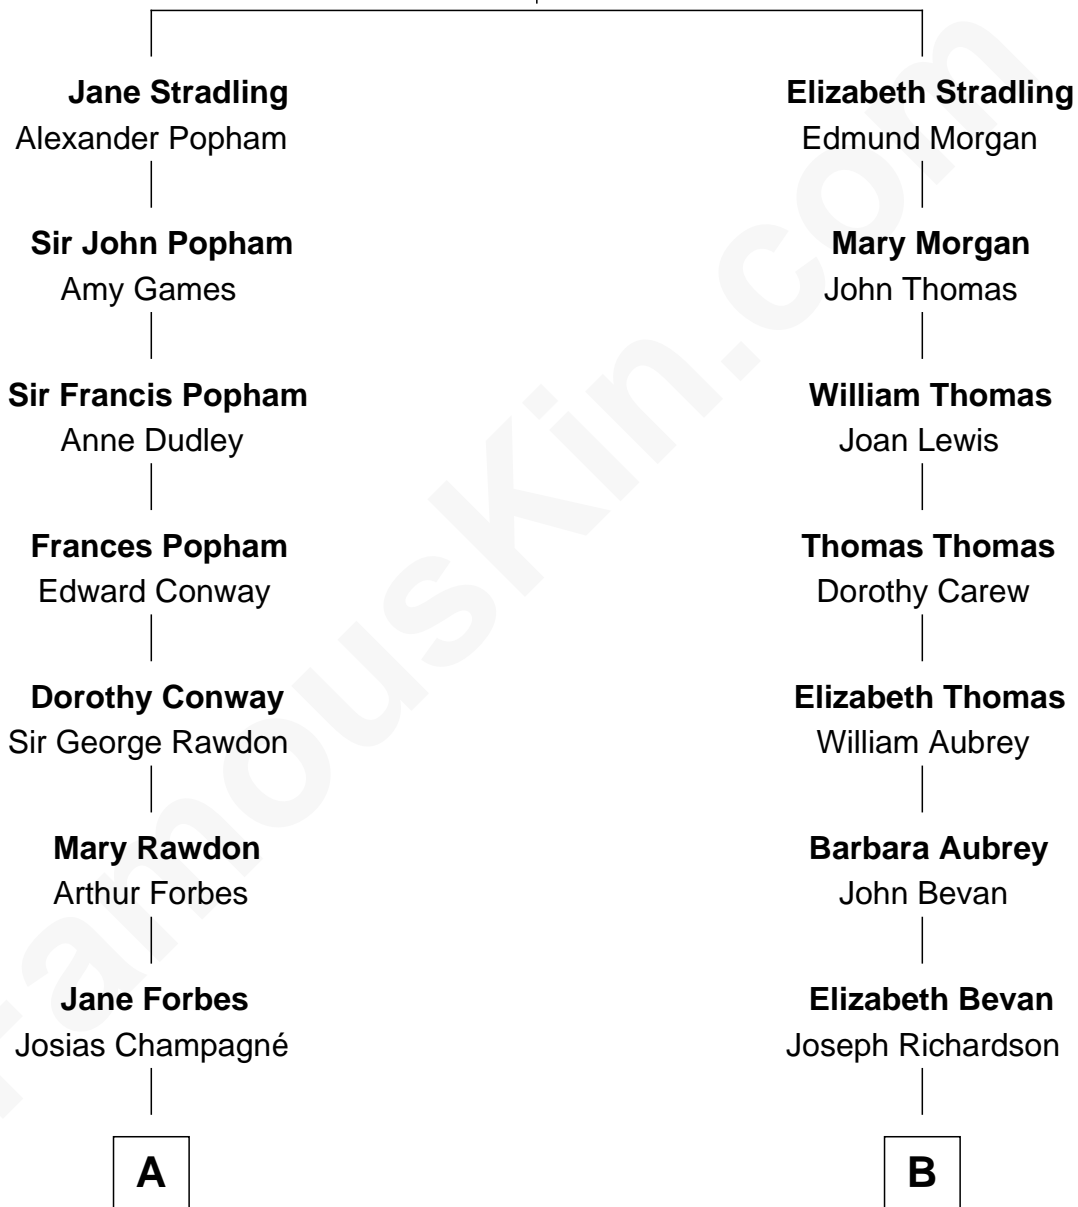 Jane Stradling
Alexander Popham
Sir John Popham
Amy Games
Sir Francis Popham
Anne Dudley
Frances Popham
Edward Conway
Dorothy Conway
Sir George Rawdon
Mary Rawdon
Arthur Forbes
Jane Forbes
Josias Champagné
A
Elizabeth Stradling
Edmund Morgan
Mary Morgan
John Thomas
William Thomas
Joan Lewis
Thomas Thomas
Dorothy Carew
Elizabeth Thomas
William Aubrey
Barbara Aubrey
John Bevan
Elizabeth Bevan
Joseph Richardson
B
FamousKin.com